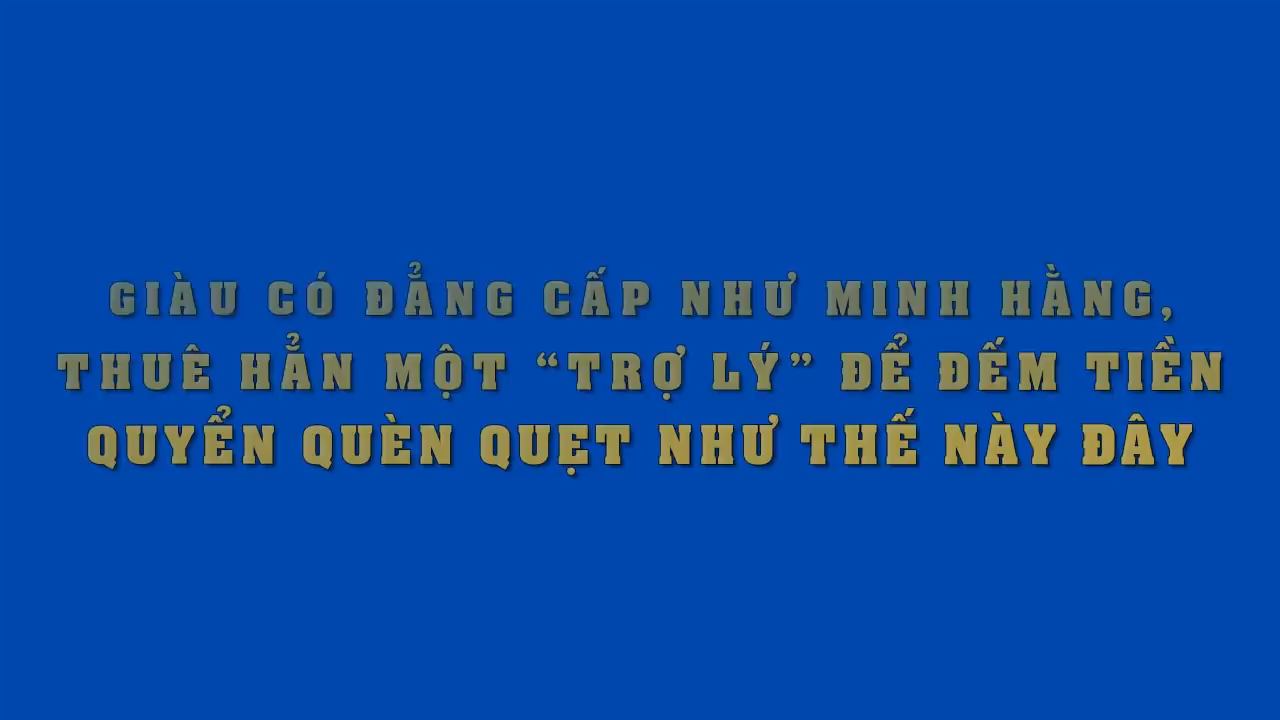 GIÀU CÓ ĐẲNG CẤP NHƯ MINH HẰNG,
THUÊ HẲN MỘT “TRỢ LÝ” ĐỂ ĐẾM TIỀN
QUYỂN QUÈN QUẸT NHƯ THẾ NÀY ĐÂY